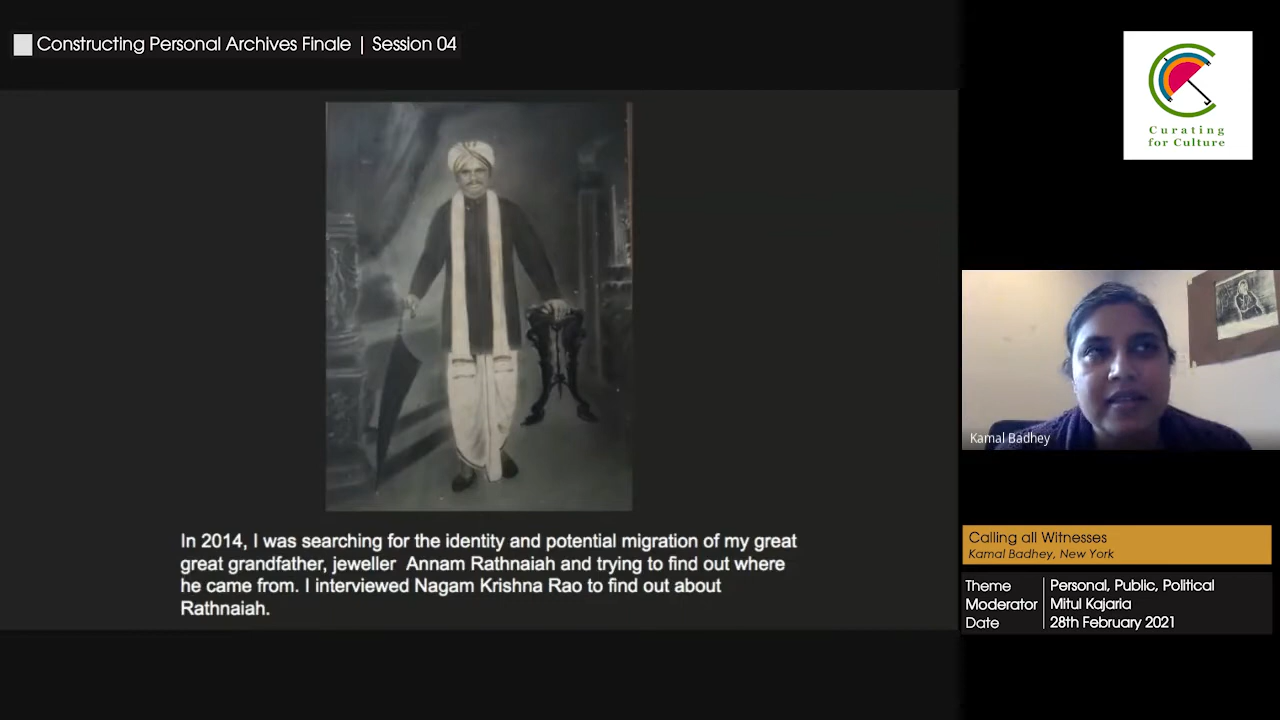 Constructing Personal Archives Finale | Session 04
Curating
for Culture
In 2014, I was searching for the identity and potential migration of my great
great grandfather, jeweller  Annam Rathnaiah and trying to find out where
he came from. I interviewed Nagam Krishna Rao to find out about
Rathnaiah.
Kamal Badhey
Calling all Witnesses
Kamal Badhey, New York
Theme Personal, Public, Political
Moderator Mitul Kajaria
Date 28th February 2021